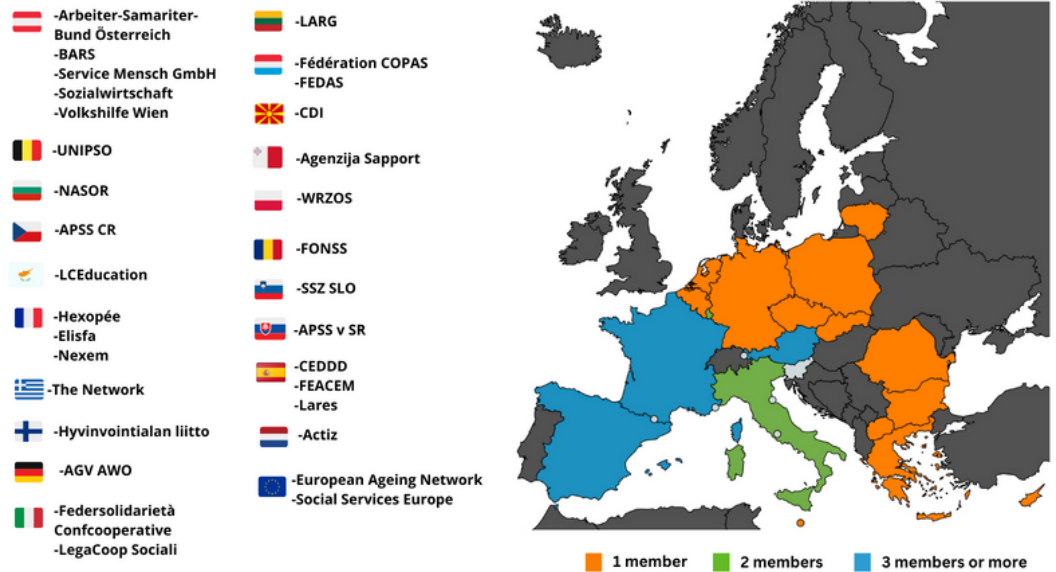 -Arbeiter-Samariter-
Bund Österreich
-BARS
-Service Mensch GmbH
-Sozialwirtschaft
-Volkshilfe Wien
-UNIPSO
-NASOR
-APSS CR
-LCEducation
-Hexopée
-Elisfa
-Nexem
-The Network
-Hyvinvointialan liitto
-AGV AWO
-Federsolidarietà
Confcooperative
-LegaCoop Sociali
-LARG
-Fédération COPAS
-FEDAS
-CDI
-Agenzija Sapport
-WRZOS
-FONSS
-SSZ SLO
-APSS v SR
-CEDDD
-FEACEM
-Lares
-Actiz
-European Ageing Network
-Social Services Europe
1 member
2 members
3 members or more